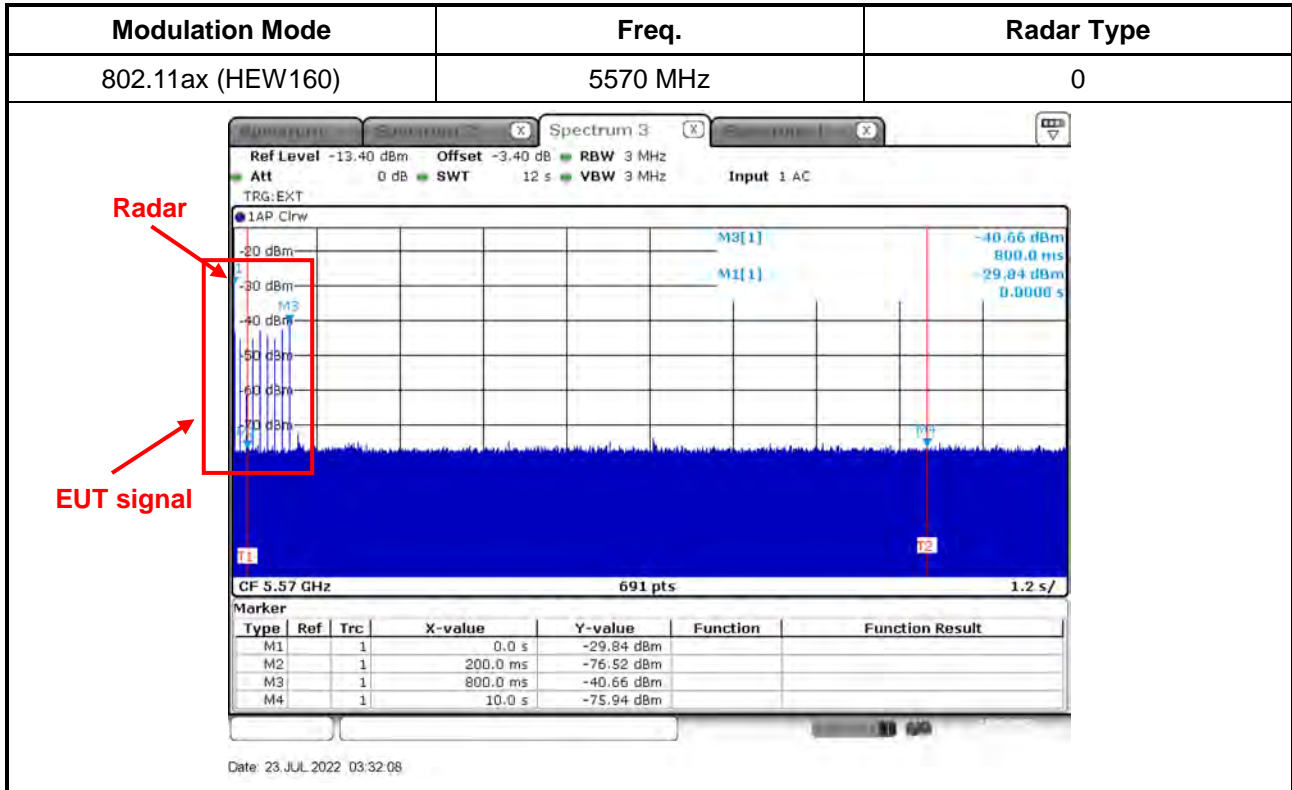 Modulation Mode Freq. Radar Type
802.11ax (HEW160) 5570 MHz 0
Spectrum 3
Ref Level -13.40 dBm Offset -3.40 dB RBW 3 MHz
Att 0 dB SWT 12 s VBW 3 MHz Input 1 AC
TRG:EXT
1AP Clrw
Radar
M3[1] -40.66 dBm
800.0 ms
M1[1] -29.84 dBm
0.0000 s
-20 dBm
1
-30 dBm
M3
-40 dBm
-50 dBm
-60 dBm
-70 dBm
M4
EUT signal
T1 T2
CF 5.57 GHz 691 pts 1.2 s/
Marker
Type Ref Trc X-value Y-value Function Function Result
M1 1 0.0 s -29.84 dBm
M2 1 200.0 ms -76.52 dBm
M3 1 800.0 ms -40.66 dBm
M4 1 10.0 s -75.94 dBm
Date: 23.JUL.2022 03:32:08